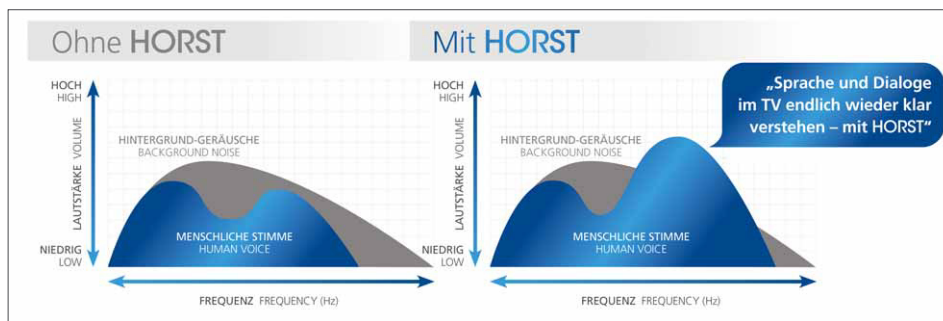 Ohne HORST
HOCH
HIGH
LAUTSTÄRKE VOLUME
HINTERGRUND-GERÄUSCHE
BACKGROUND NOISE
MENSCHLICHE STIMME
HUMAN VOICE
NIEDRIG
LOW
FREQUENZ FREQUENCY (Hz)
Mit HORST
HOCH
HIGH
LAUTSTÄRKE VOLUME
HINTERGRUND-GERÄUSCHE
BACKGROUND NOISE
MENSCHLICHE STIMME
HUMAN VOICE
NIEDRIG
LOW
FREQUENZ FREQUENCY (Hz)
„Sprache und Dialoge
im TV endlich wieder klar
verstehen – mit HORST“